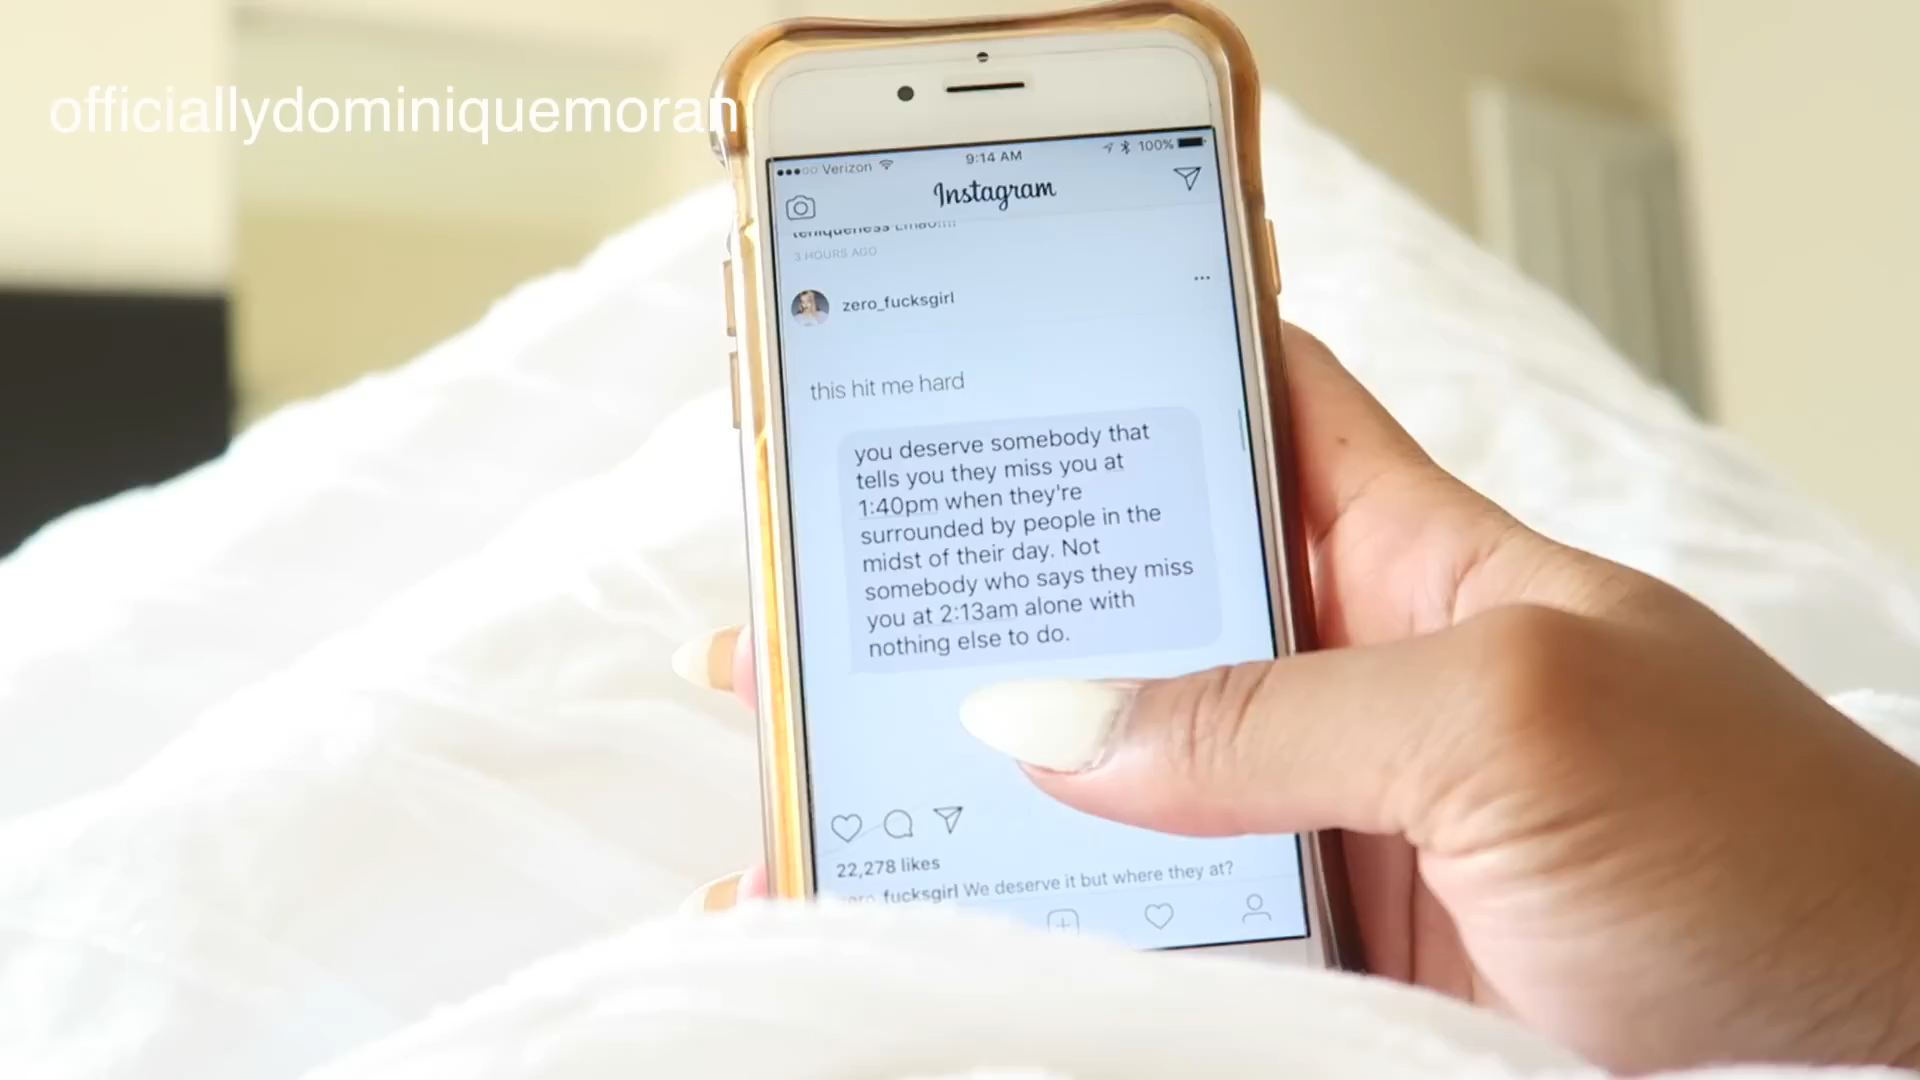 officiallydominiquemoran
Verizon
9:14 AM
100%
Instagram
3 HOURS AGO
zero_fucksgirl
this hit me hard
you deserve somebody that
tells you they miss you at
1:40pm when they're
surrounded by people in the
midst of their day. Not
somebody who says they miss
you at 2:13am alone with
nothing else to do.
22,278 likes
zero_fucksgirl We deserve it but where they at?